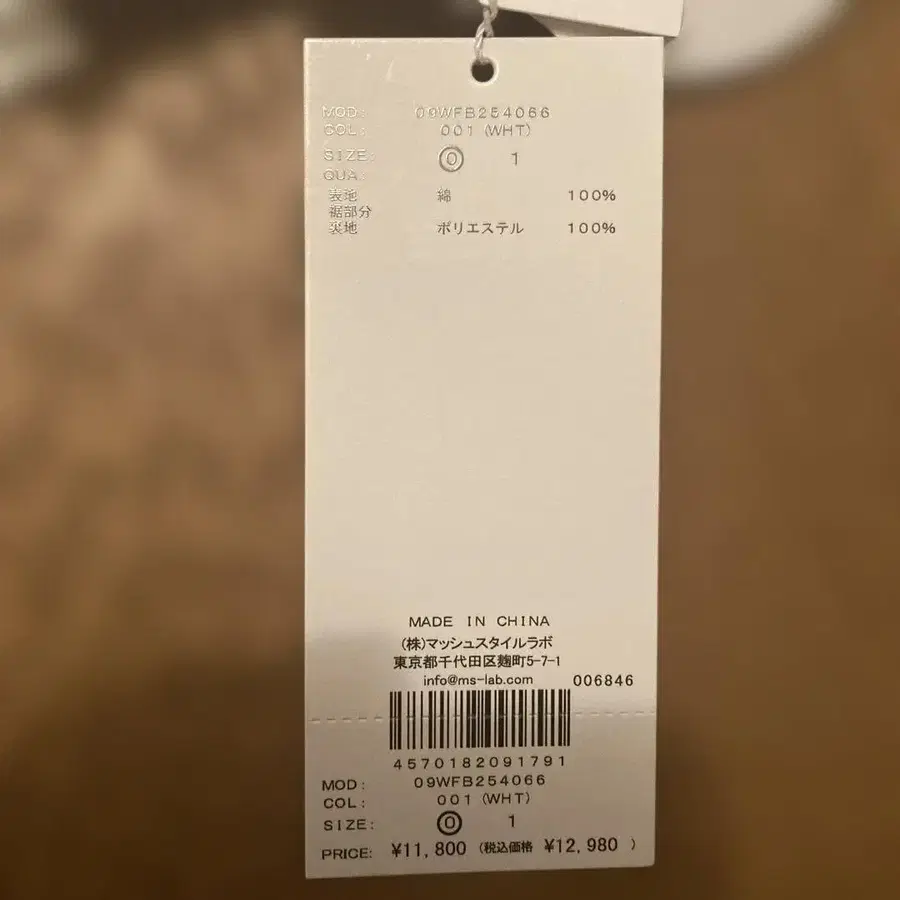 MOD: 09WFB254066
COL: 001 (WHT)
SIZE: 0 1
QUA.
表地 綿 100%
裾部分
裏地 ポリエステル 100%
MADE IN CHINA
(株)マッシュスタイルラボ
東京都千代田区麹町5-7-1
info@ms-lab.com 006846
4570182091791
MOD: 09WFB254066
COL: 001 (WHT)
SIZE: 0 1
PRICE: ¥11,800 (税込価格 ¥12,980 )